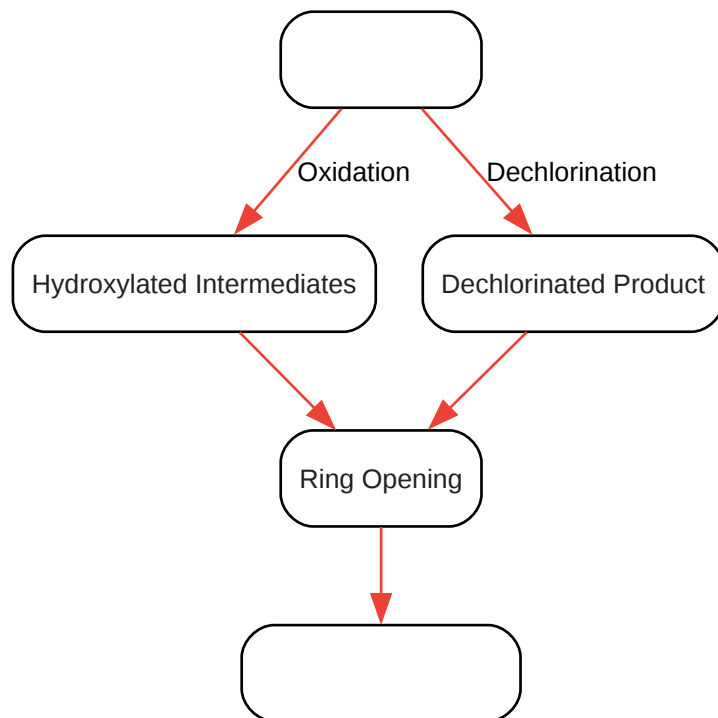 Oxidation
Dechlorination
Hydroxylated Intermediates
Dechlorinated Product
Ring Opening